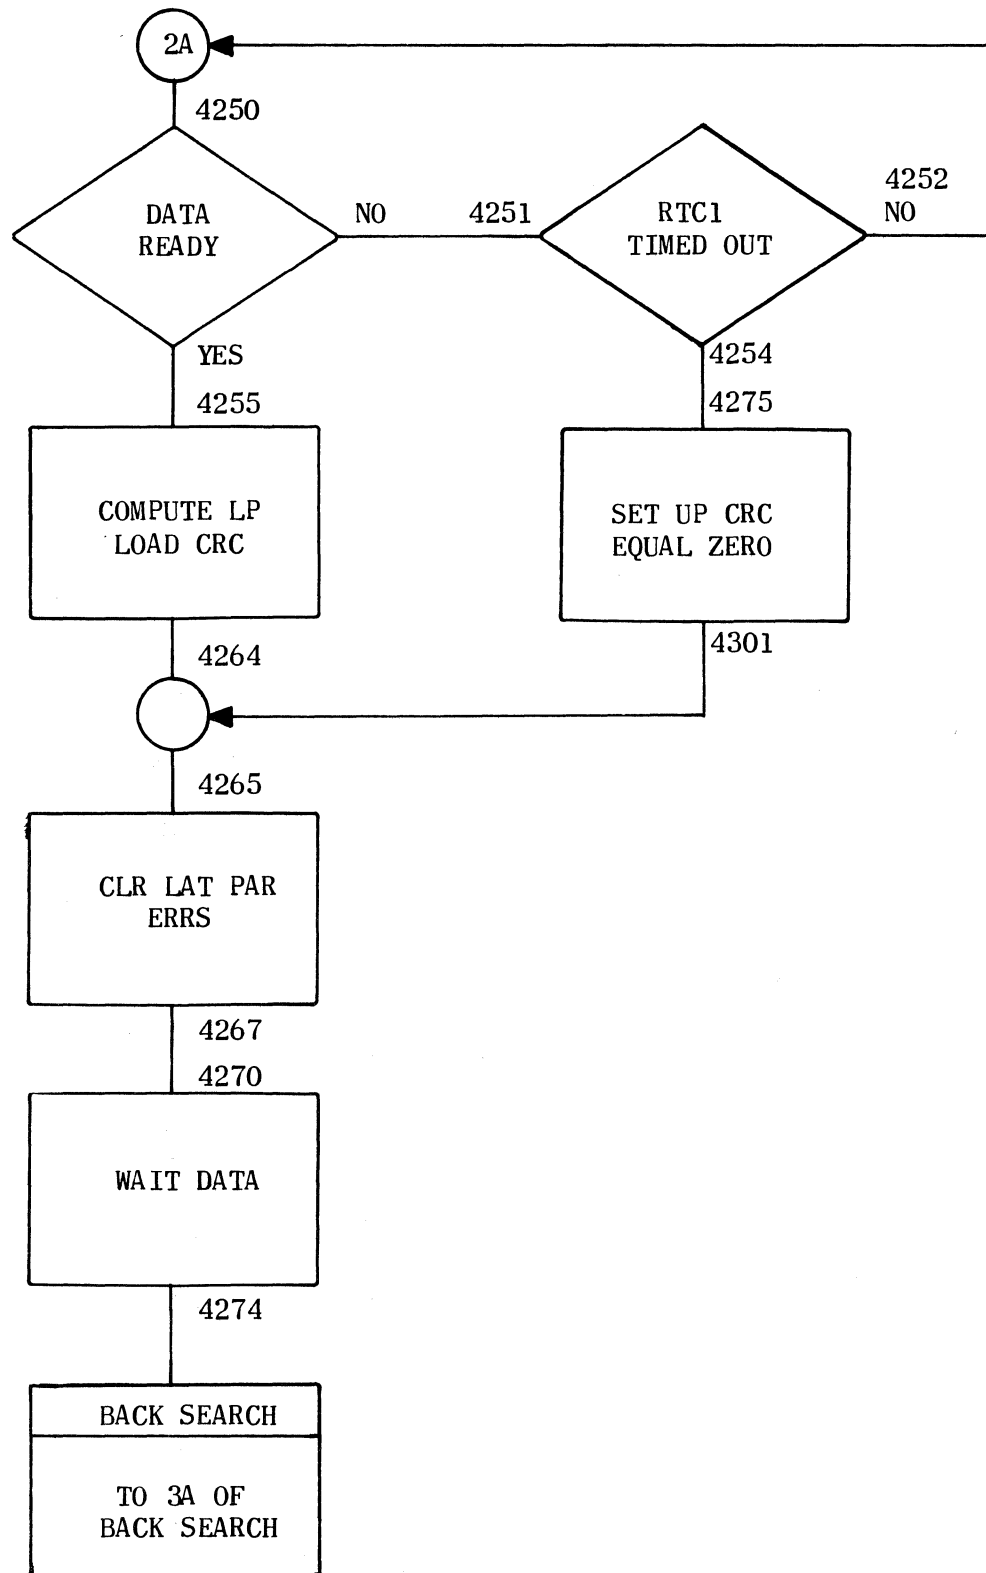 2A
4250
DATA
READY
NO
4251
RTC1
TIMED OUT
4252
NO
YES
4255
4254
4275
COMPUTE LP
LOAD CRC
SET UP CRC
EQUAL ZERO
4264
4301
4265
CLR LAT PAR
ERRS
4267
4270
WAIT DATA
4274
BACK SEARCH
TO 3A OF
BACK SEARCH